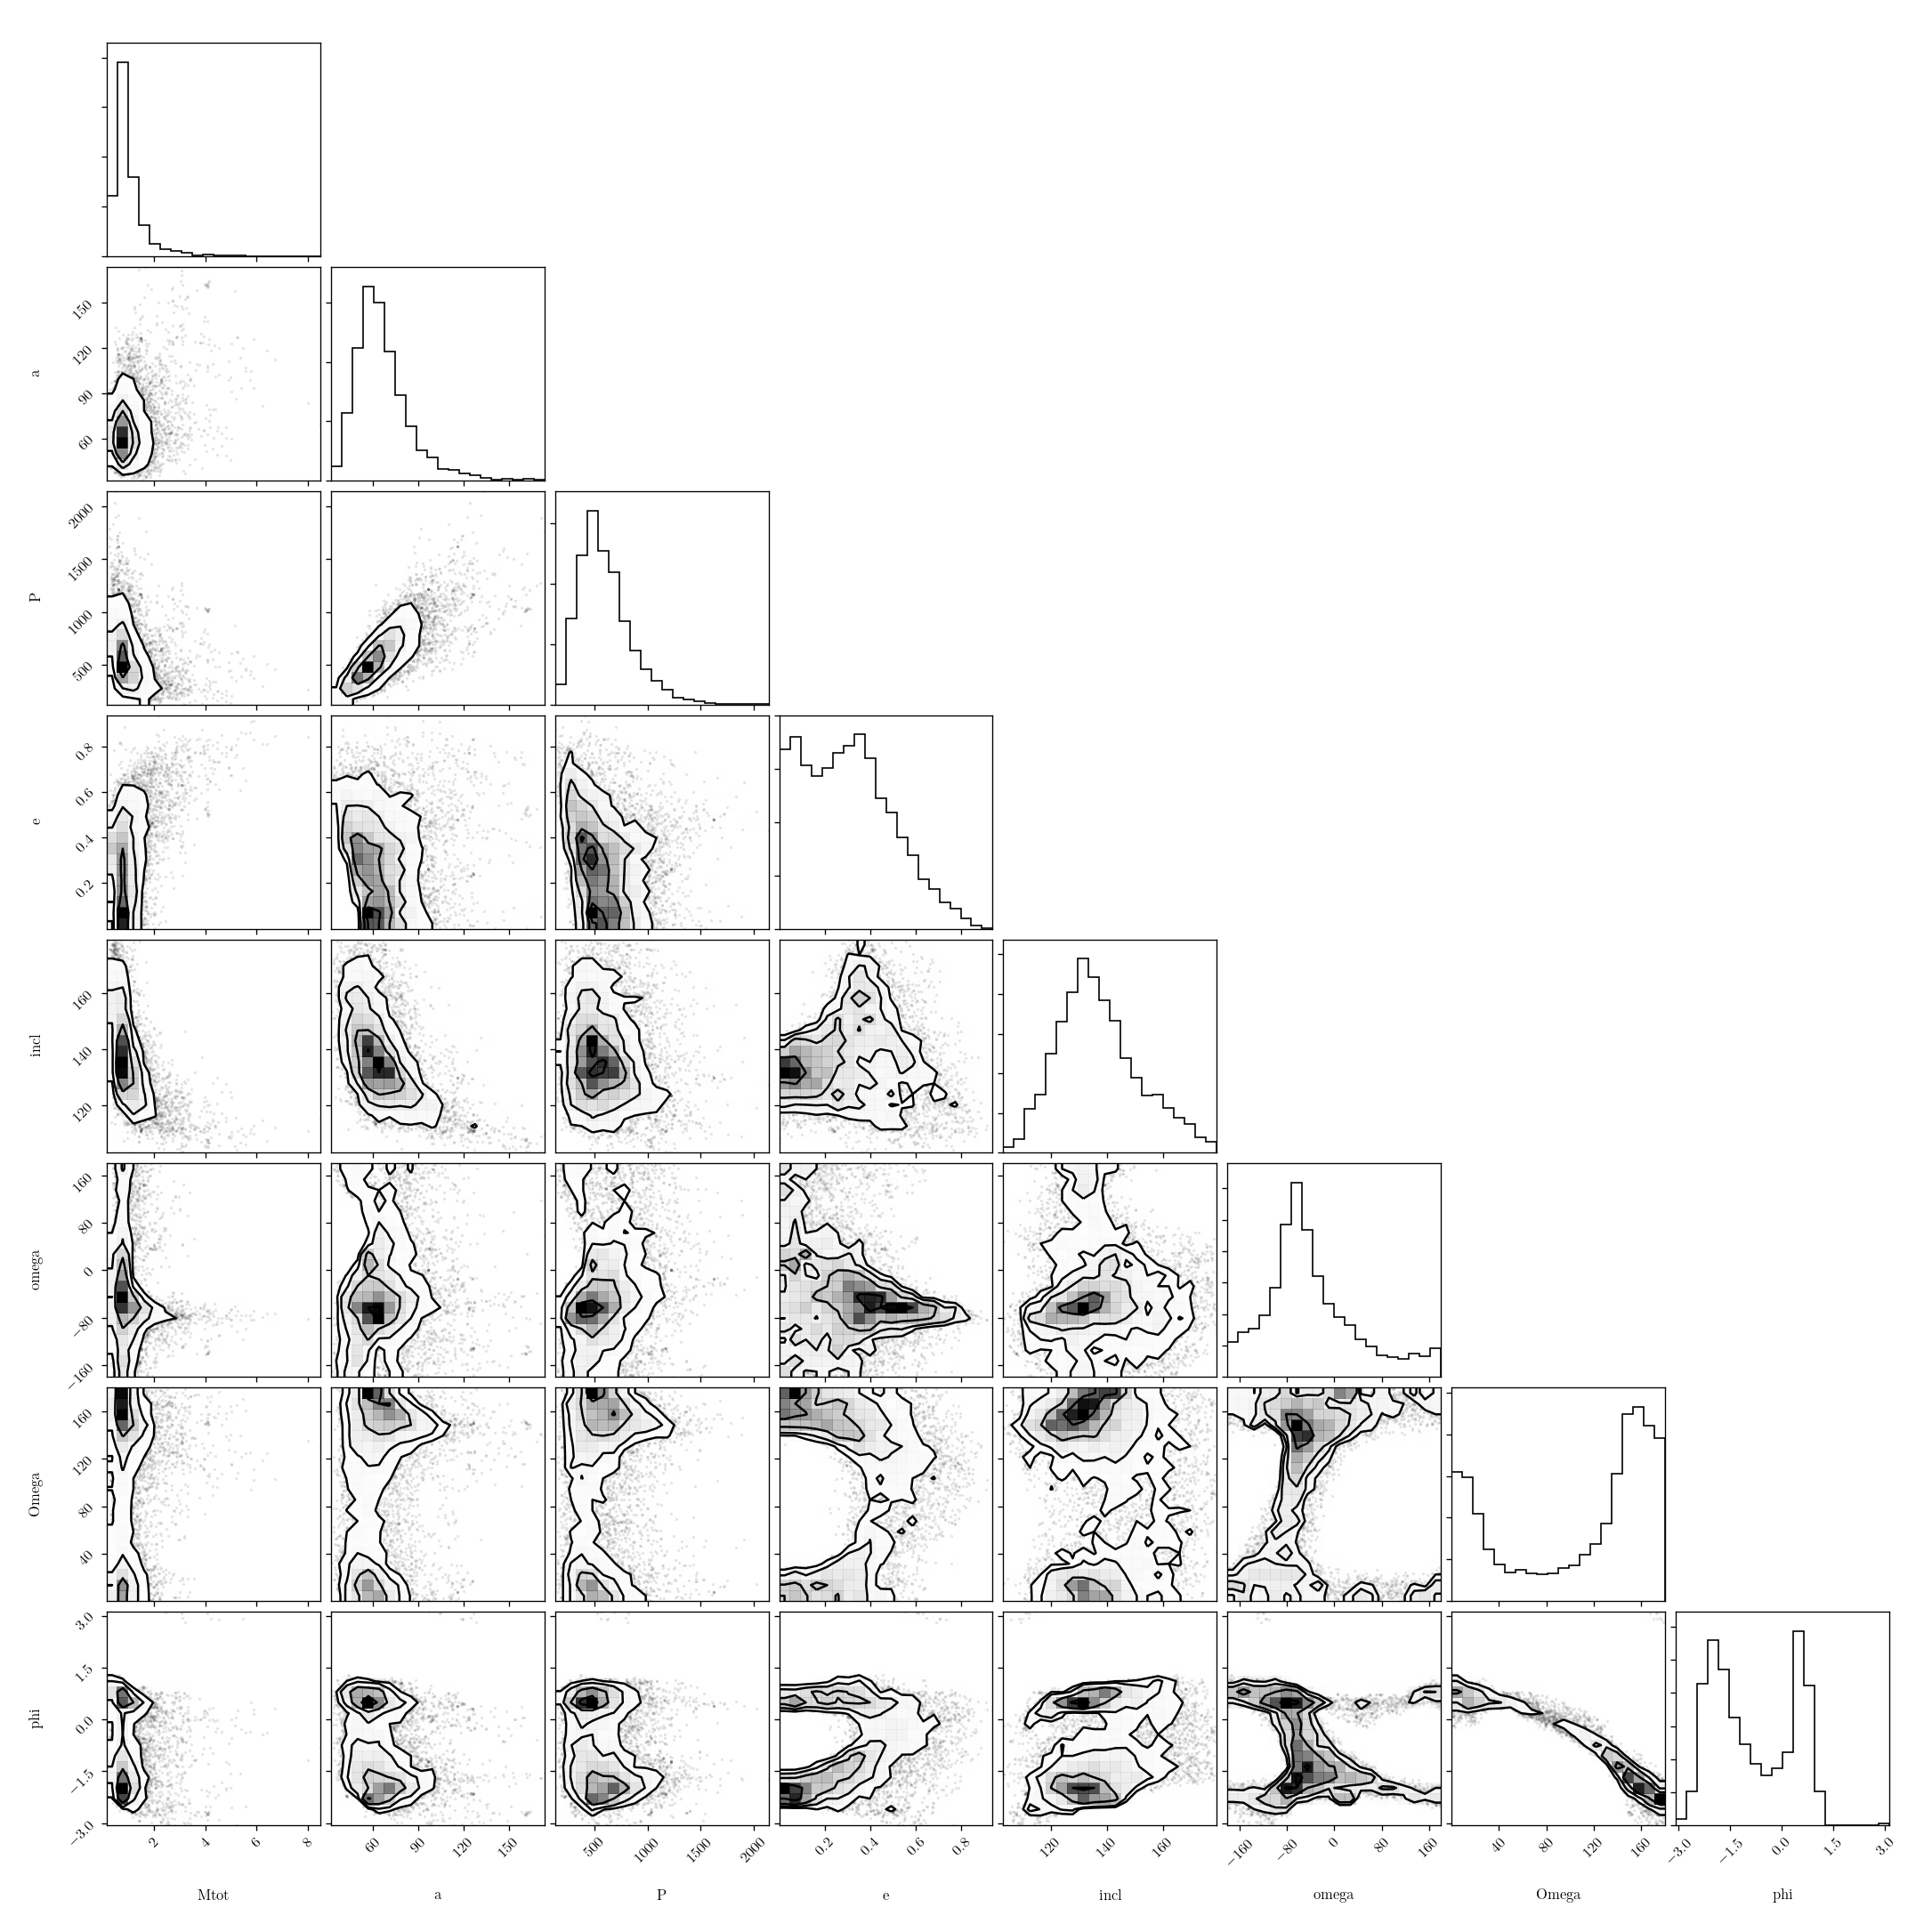 150
120
90
60
a
2000
1500
1000
500
P
0.8
0.6
0.4
0.2
e
160
140
120
incl
160
80
0
−80
−160
omega
160
120
80
40
Omega
3.0
1.5
0.0
−1.5
−3.0
phi
2 4 6 8
60 90 120 150
500 1000 1500 2000
0.2 0.4 0.6 0.8
120 140 160
−160 −80 0 80 160
40 80 120 160
−3.0 −1.5 0.0 1.5 3.0
Mtot a P e incl omega Omega phi